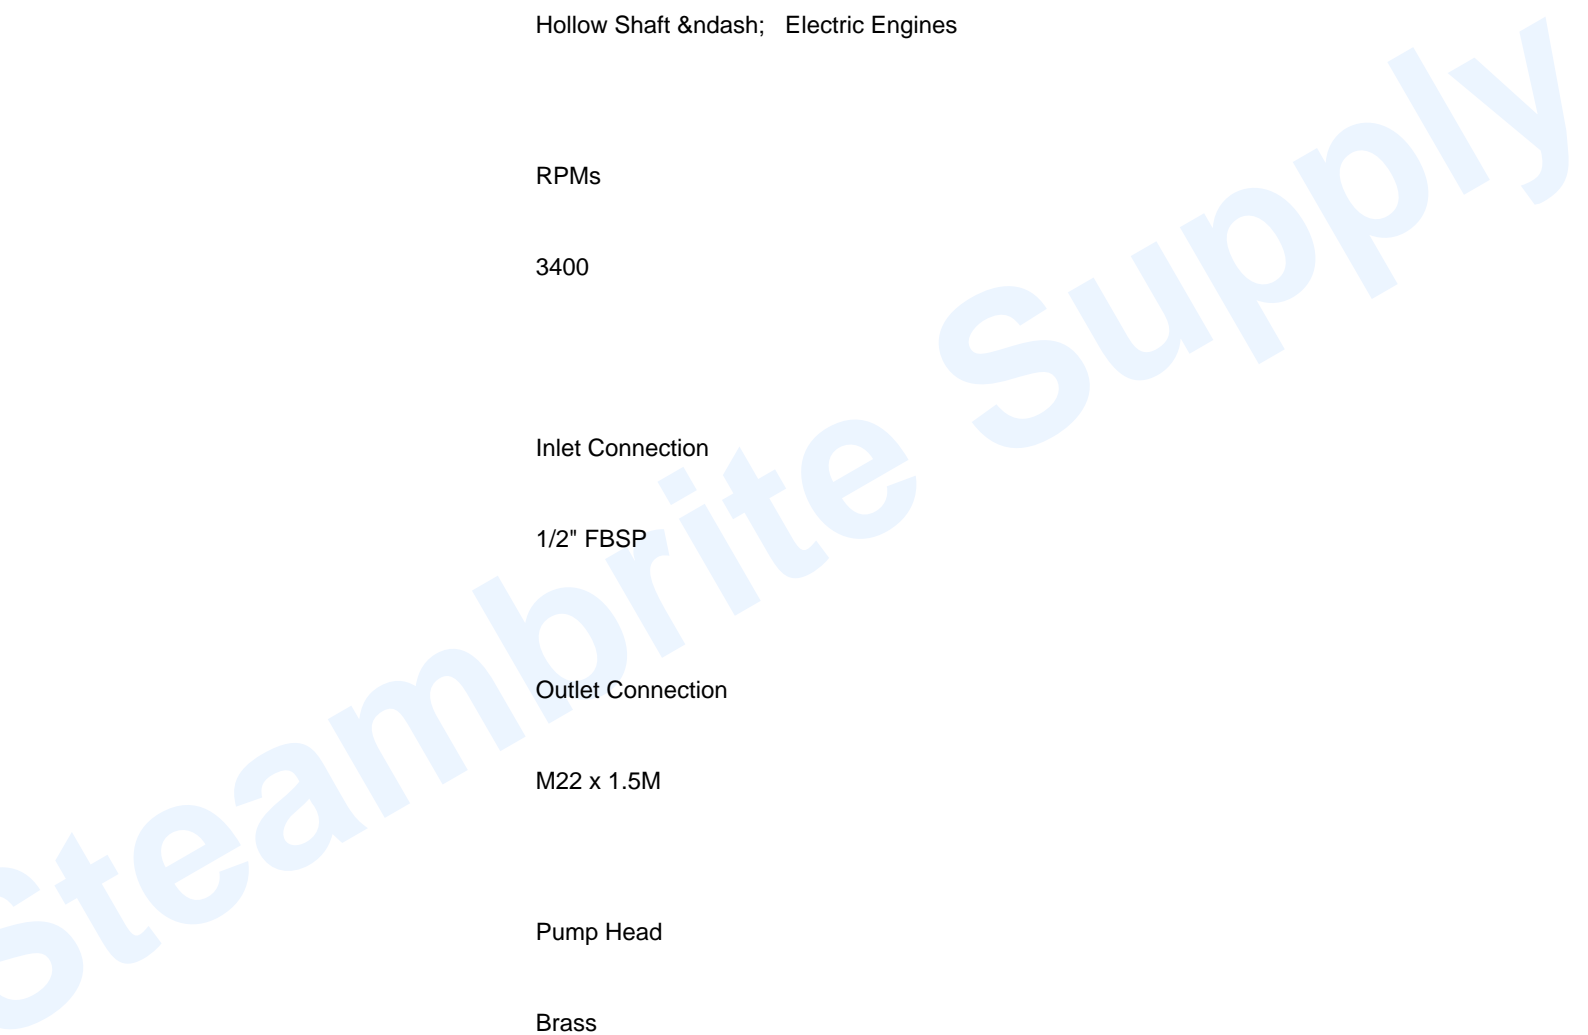 Hollow Shaft &ndash; Electric Engines
RPMs
3400
Inlet Connection
1/2" FBSP
Outlet Connection
M22 x 1.5M
Pump Head
Brass
Steambrite Supply